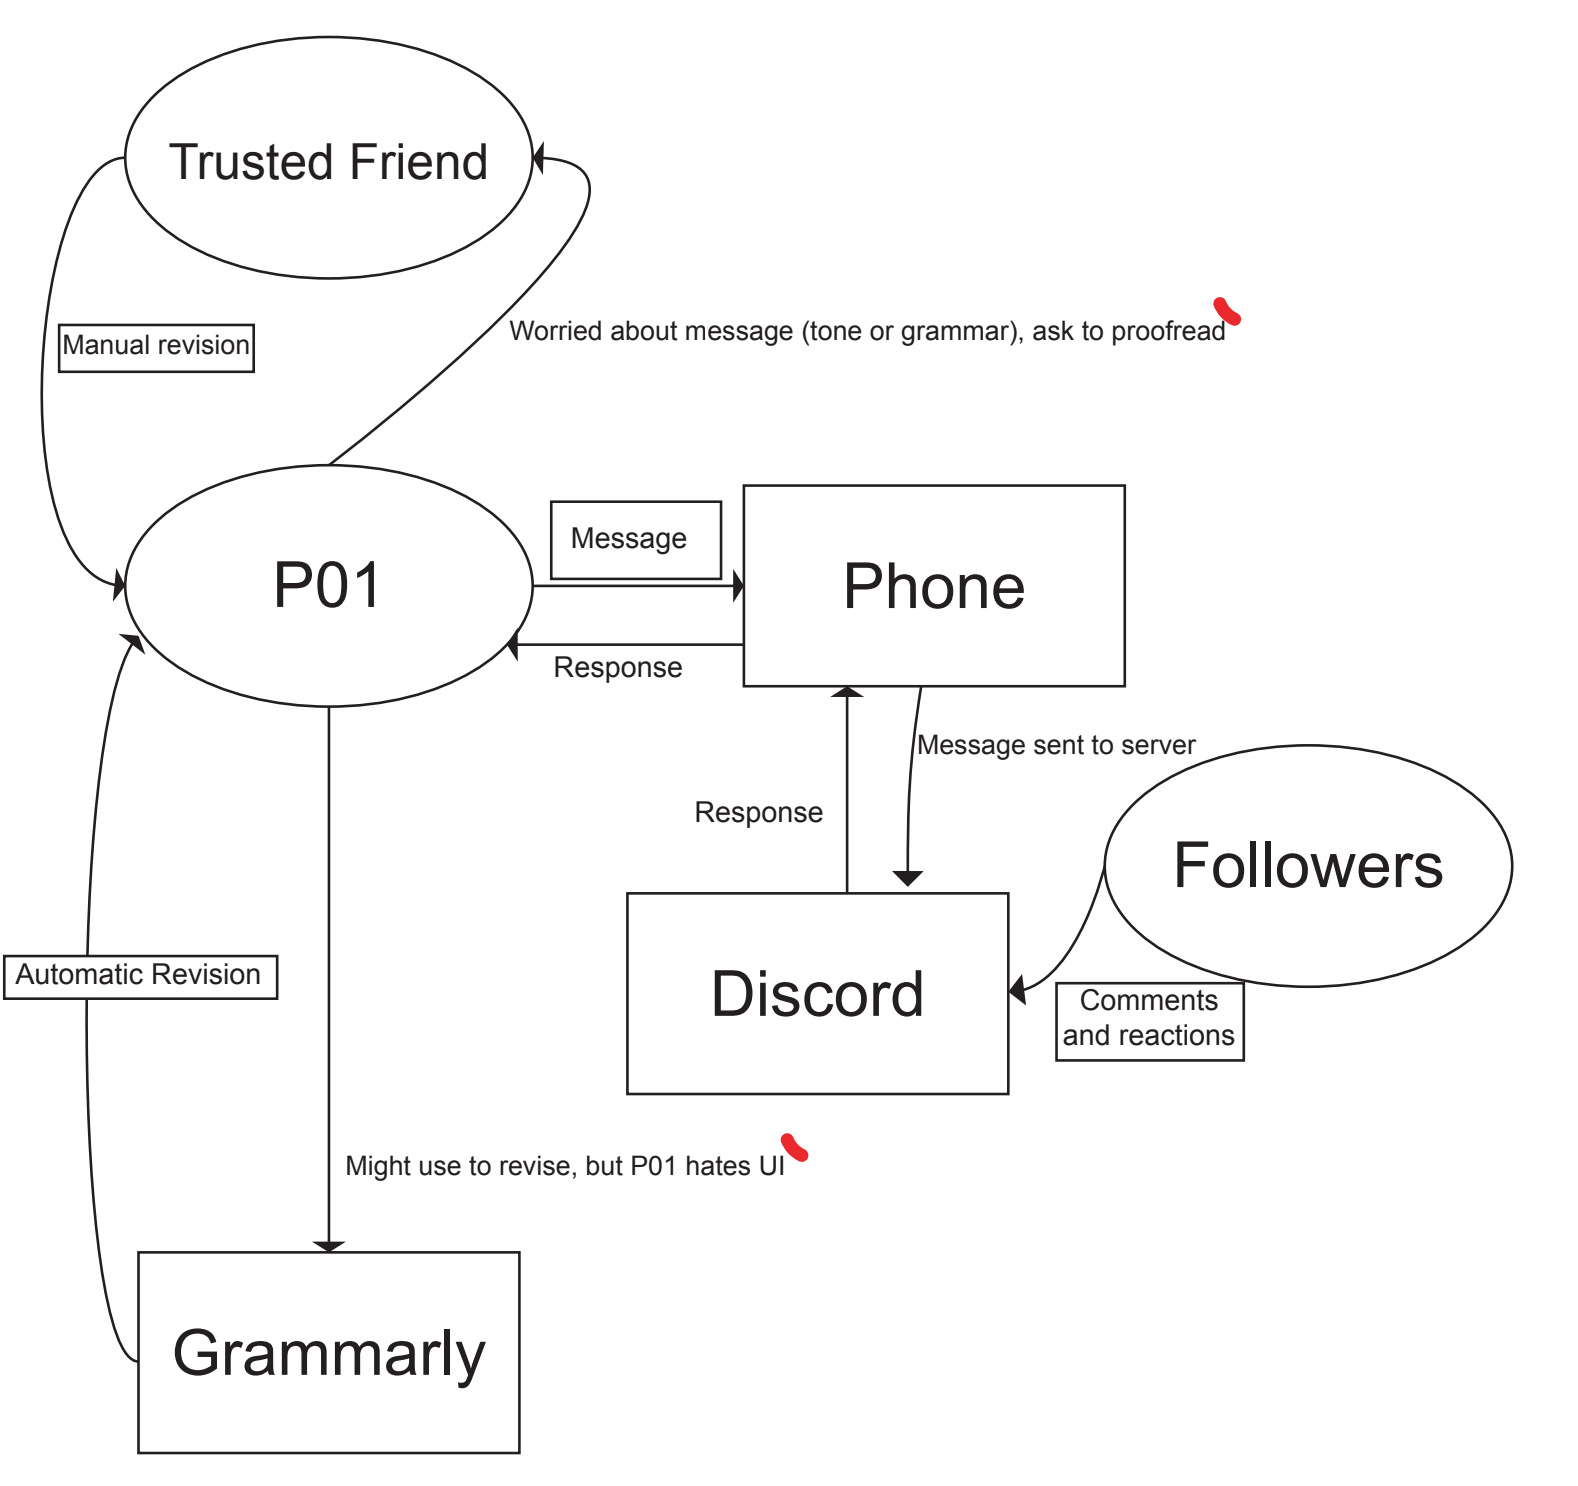 Trusted Friend
Manual revision
Worried about message (tone or grammar), ask to proofread
Message
P01
Phone
Response
Message sent to server
Response
Followers
Automatic Revision
Discord
Comments
and reactions
Might use to revise, but P01 hates UI
Grammarly